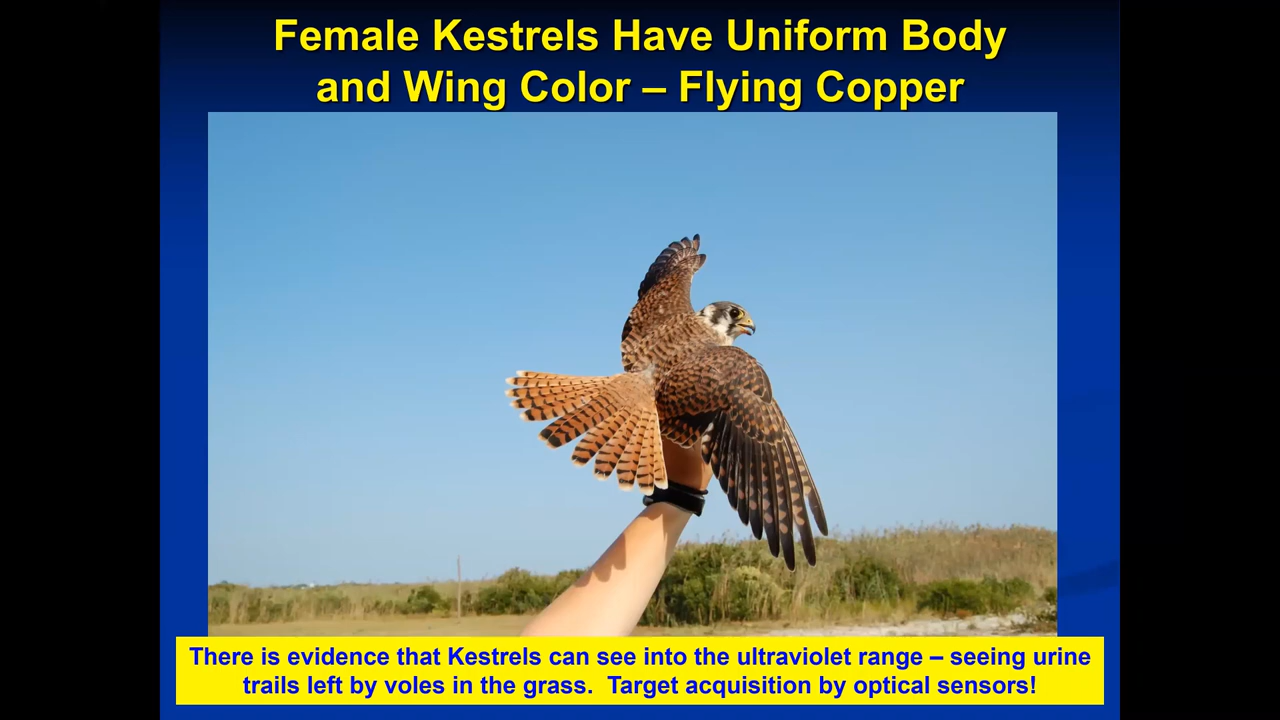 Female Kestrels Have Uniform Body
and Wing Color – Flying Copper
There is evidence that Kestrels can see into the ultraviolet range – seeing urine
trails left by voles in the grass.  Target acquisition by optical sensors!